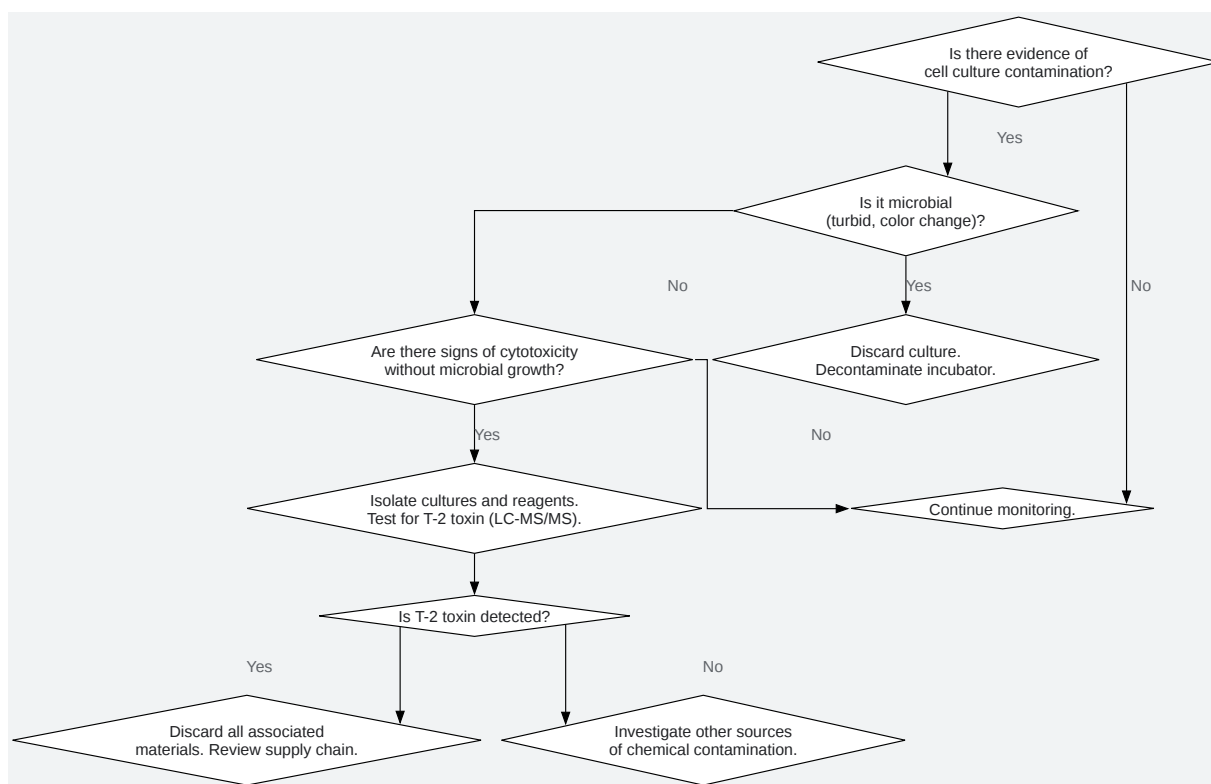 Is there evidence of
cell culture contamination?
Yes
Is it microbial
(turbid, color change)?
No
Yes
No
Are there signs of cytotoxicity
without microbial growth?
Discard culture.
Decontaminate incubator.
Yes
No
Isolate cultures and reagents.
Test for T-2 toxin (LC-MS/MS).
Continue monitoring.
Is T-2 toxin detected?
Yes
No
Discard all associated
materials. Review supply chain.
Investigate other sources
of chemical contamination.